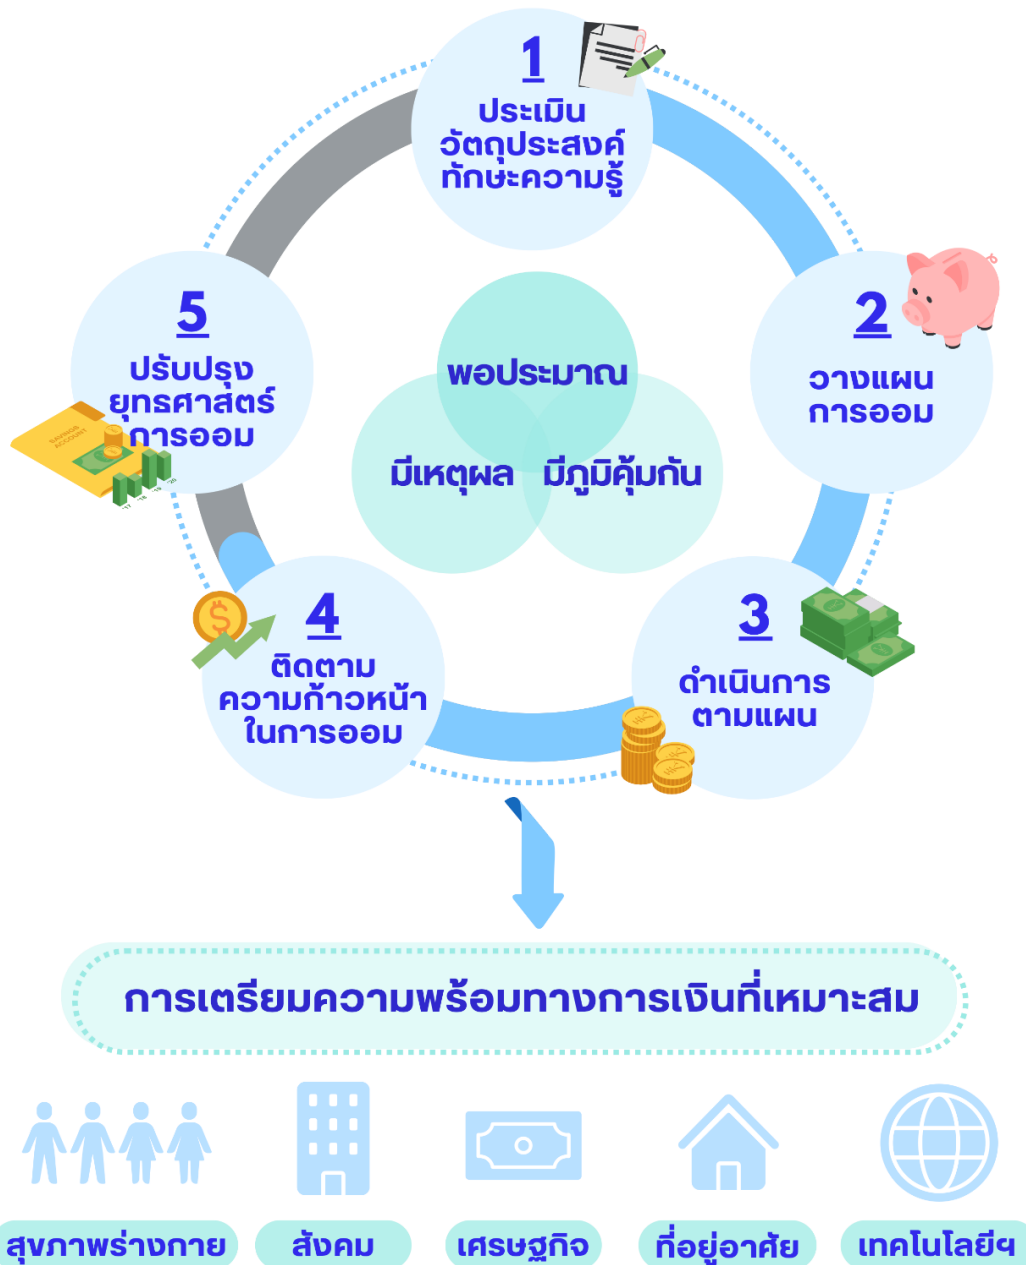 1
ประเมิน
วัตถุประสงค์
ทักษะความรู้
2
วางแผน
การออม
3
ดำเนินการ
ตามแผน
4
ติดตาม
ความก้าวหน้า
ในการออม
5
ปรับปรุง
ยุทธศาสตร์
การออม
SAVINGS
ACCOUNT
'17 '18 '19 '20
พอประมาณ
มีเหตุผล
มีภูมิคุ้มกัน
การเตรียมความพร้อมทางการเงินที่เหมาะสม
สุขภาพร่างกาย
สังคม
เศรษฐกิจ
ที่อยู่อาศัย
เทคโนโลยีฯ